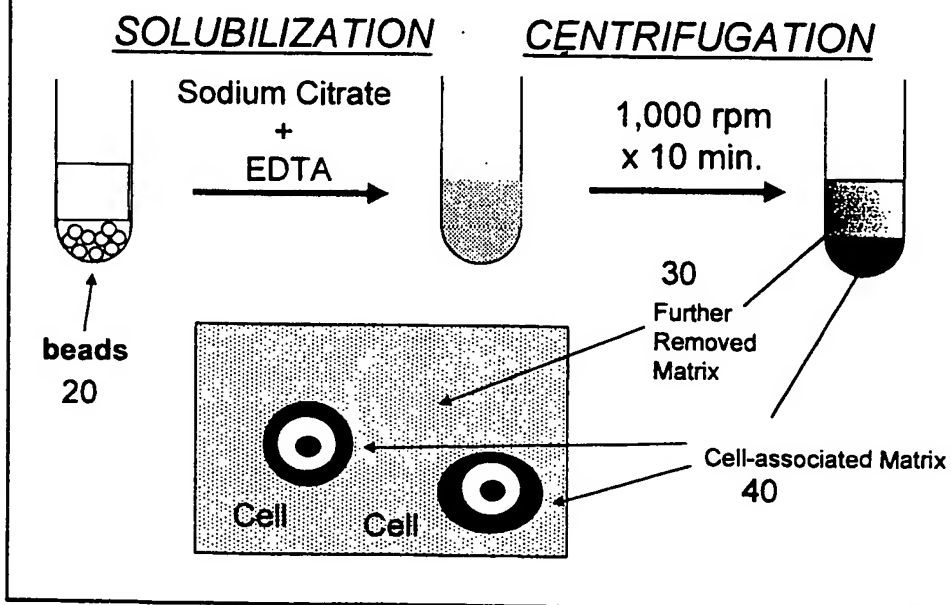 SOLUBILIZATION
CENTRIFUGATION
Sodium Citrate
+
EDTA
1,000 rpm
x 10 min.
beads
20
30
Further
Removed
Matrix
Cell-associated Matrix
40
Cell
Cell